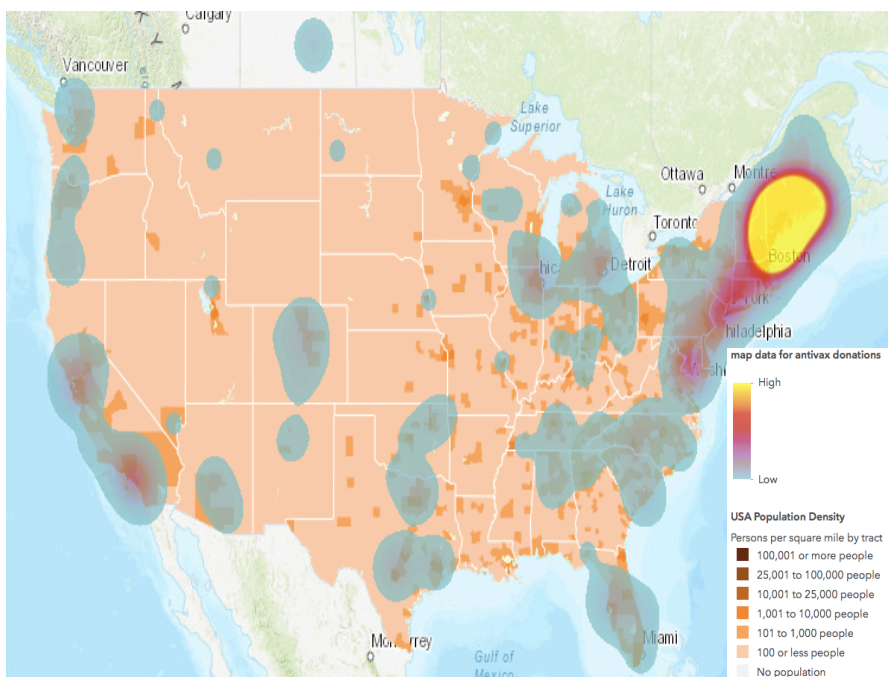 Calgary
Vancouver
Lake
Superior
Ottawa
Montre
Lake
Huron
Toronto
Detroit
hic
Boston
York
hiladelphia
map data for antivax donations
High
Low
USA Population Density
Persons per square mile by tract
100,001 or more people
25,001 to 100,000 people
10,001 to 25,000 people
1,001 to 10,000 people
101 to 1,000 people
100 or less people
No population
Miami
Gulf of
Mexico